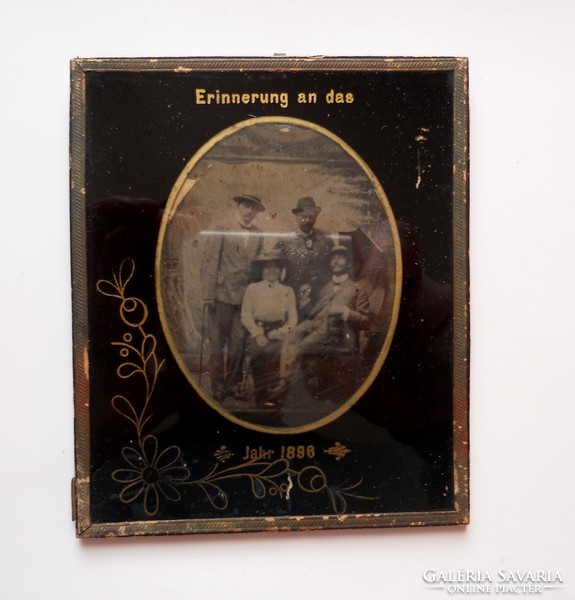 Erinnerung an das
Jahr 1896
GALÉRIA SAVARIA
ONLINE PIACTÉR